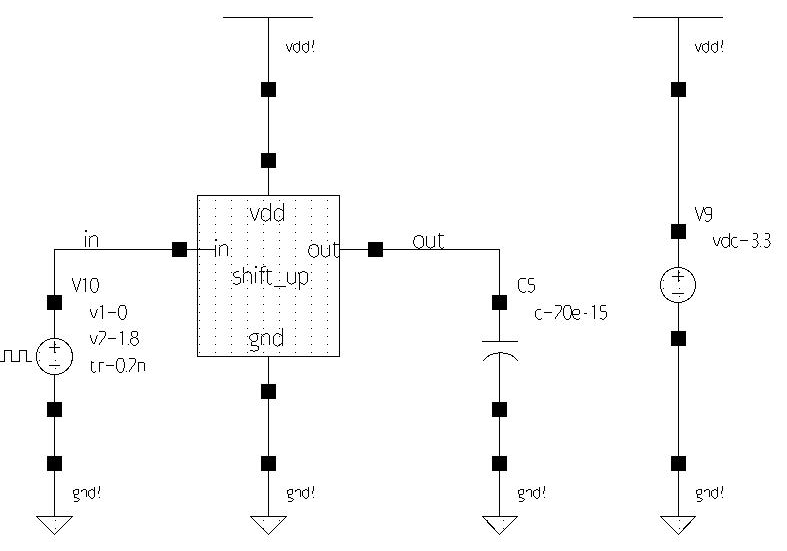 vdd!
vdd!
vdd
V9
vdc-3.3
in
in
out
out
shift_up
V10
v1-0
v2-1.8
tr-0.2n
C5
c-70e-15
gnd
gnd!
gnd!
gnd!
gnd!